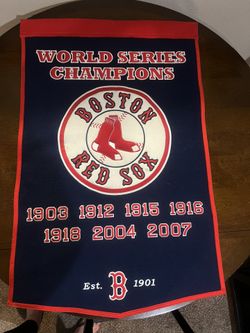 WORLD SERIES
CHAMPIONS
BOSTON
RED SOX
1903 1912 1915 1916
1918 2004 2007
Est. B 1901